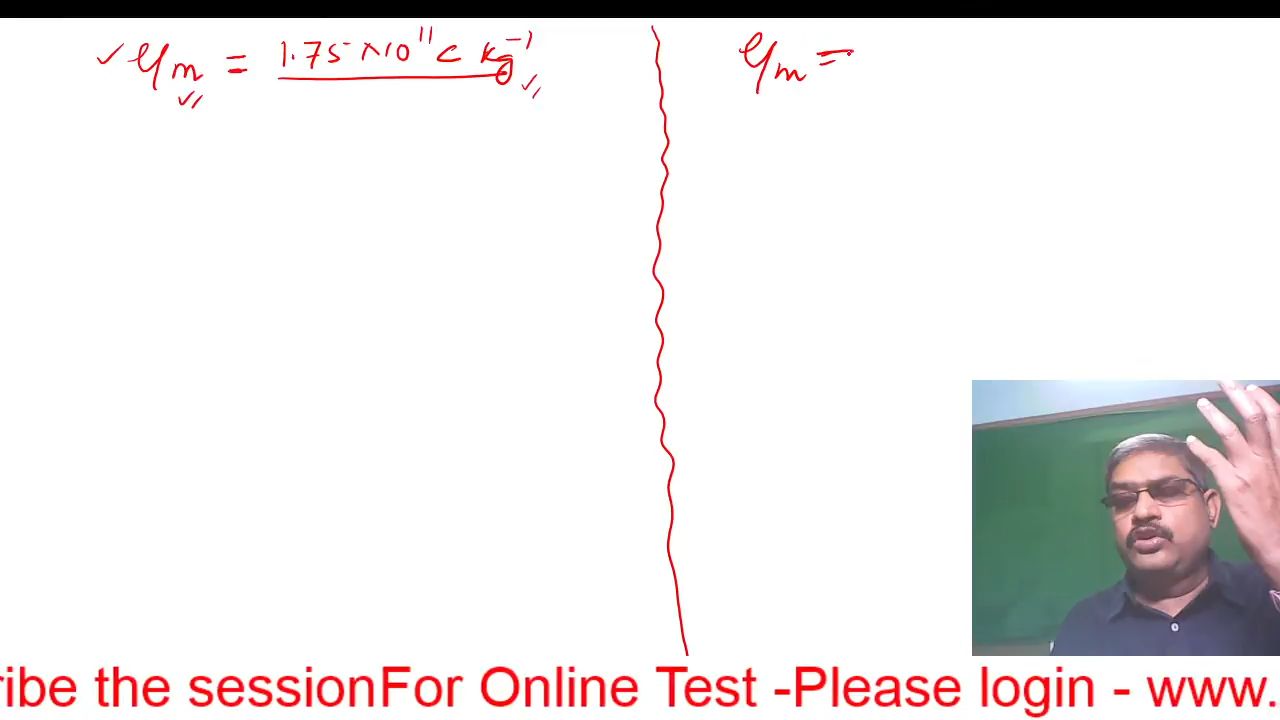 e/m = 1.75 × 10¹¹ C kg⁻¹
e/m =
ribe the sessionFor Online Test -Please login - www.